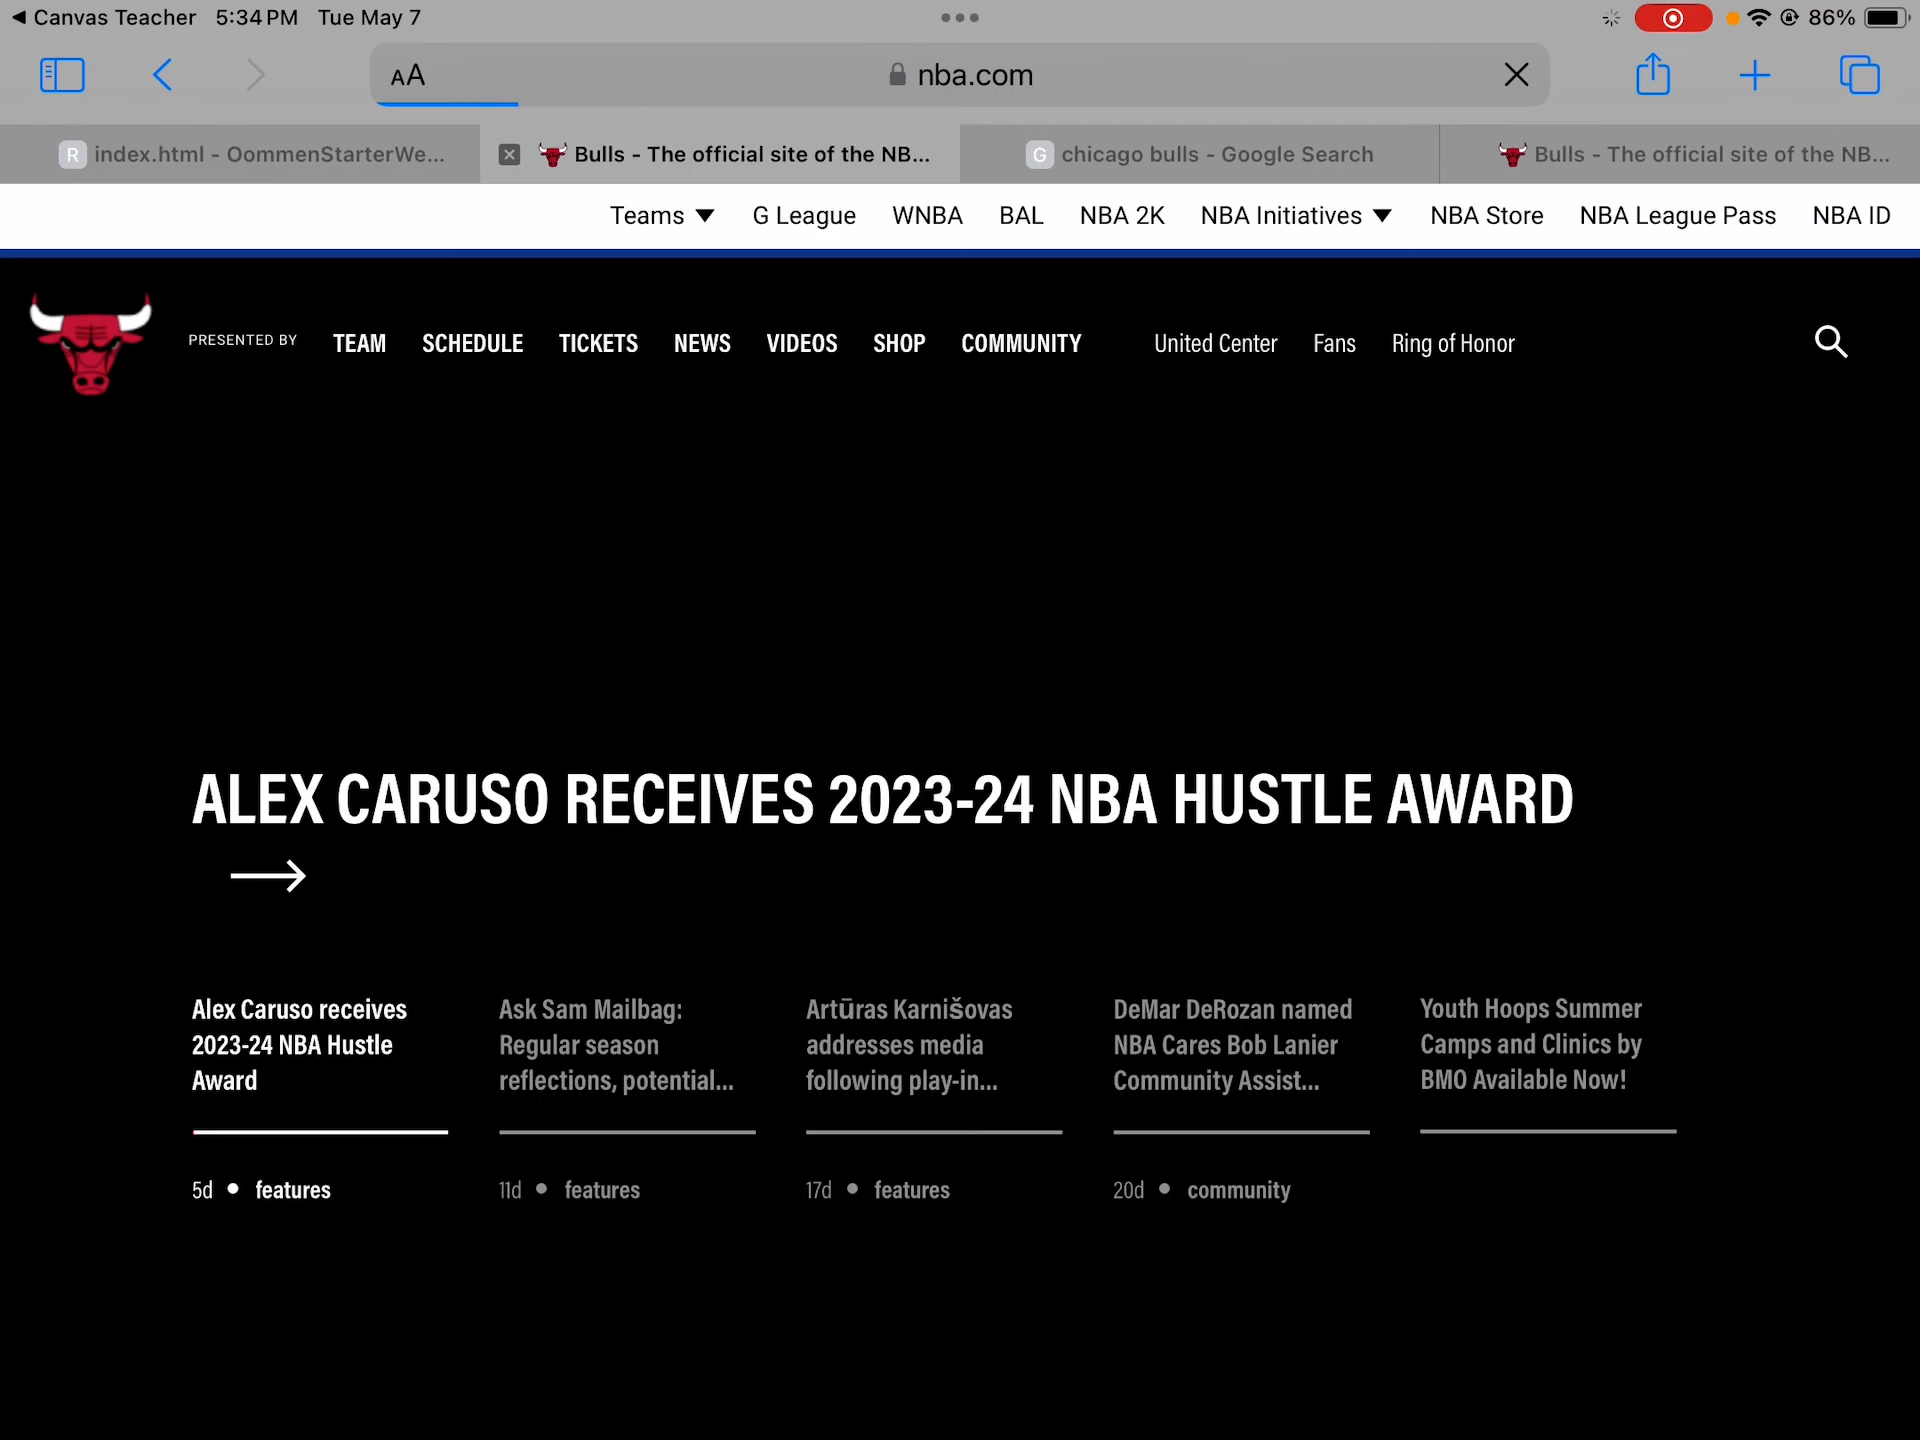 Canvas Teacher 5:34 PM Tue May 7 86%
AA nba.com
R index.html - OommenStarterWe...
Bulls - The official site of the NB...
G chicago bulls - Google Search
Bulls - The official site of the NB...
Teams G League WNBA BAL NBA 2K NBA Initiatives NBA Store NBA League Pass NBA ID
PRESENTED BY TEAM SCHEDULE TICKETS NEWS VIDEOS SHOP COMMUNITY United Center Fans Ring of Honor
ALEX CARUSO RECEIVES 2023-24 NBA HUSTLE AWARD
Alex Caruso receives
2023-24 NBA Hustle
Award
5d • features
Ask Sam Mailbag:
Regular season
reflections, potential...
11d • features
Artūras Karnišovas
addresses media
following play-in...
17d • features
DeMar DeRozan named
NBA Cares Bob Lanier
Community Assist...
20d • community
Youth Hoops Summer
Camps and Clinics by
BMO Available Now!